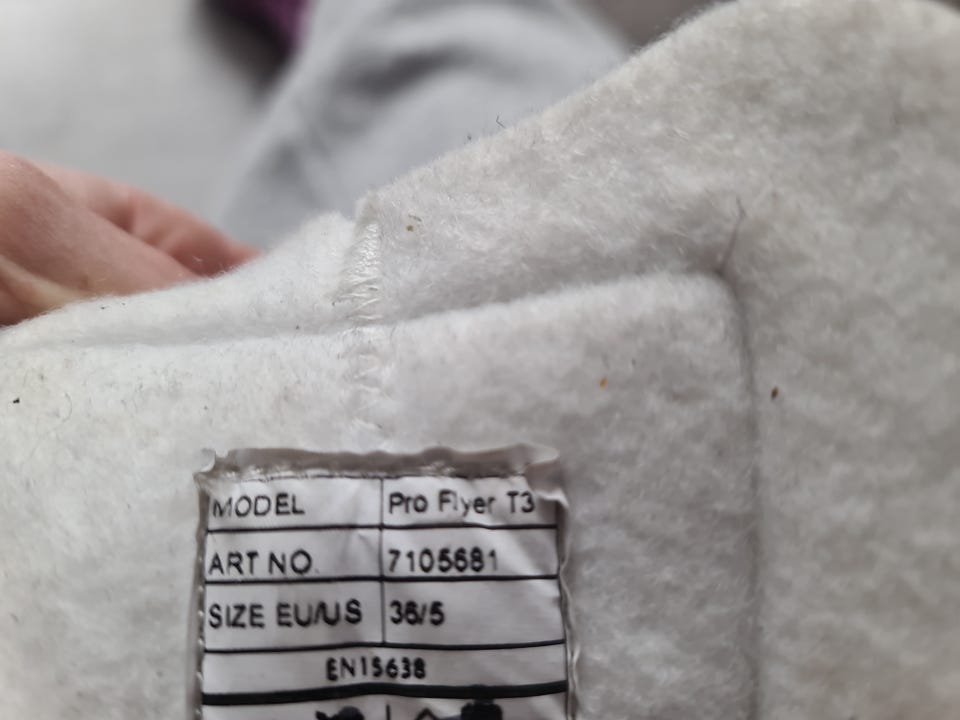 MODEL Pro Flyer T3
ART NO. 7105681
SIZE EU/US 36/5
EN15638